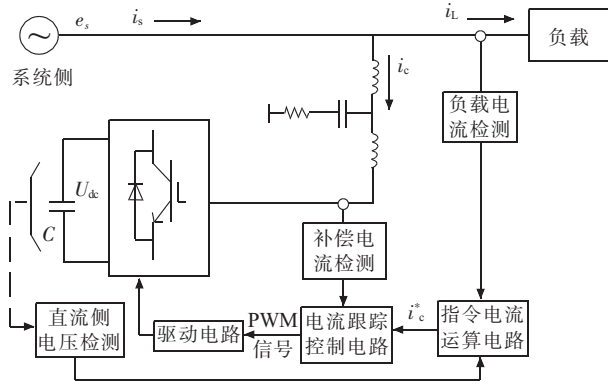 e_s
i_s
i_L
负载
系统侧
i_c
负载电
流检测
U_dc
C
补偿电
流检测
直流侧
电压检测
驱动电路
PWM
信号
电流跟踪
控制电路
i_c^*
指令电流
运算电路